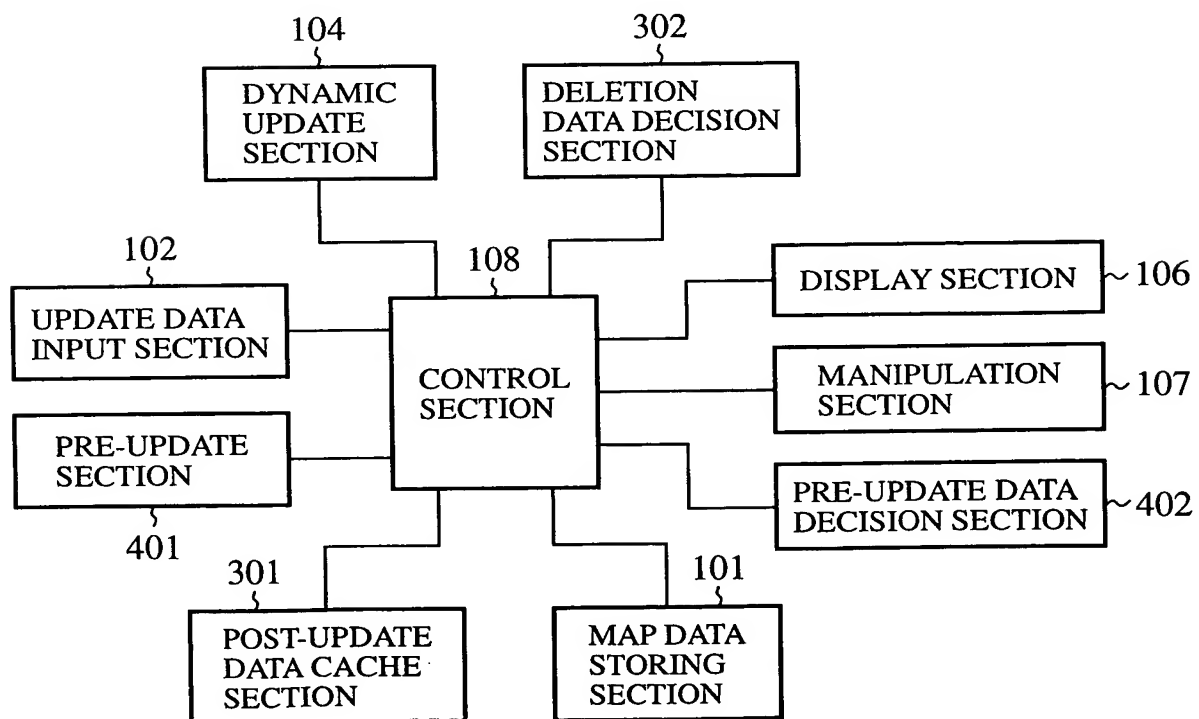 104
302
DYNAMIC
UPDATE
SECTION
DELETION
DATA DECISION
SECTION
102
108
UPDATE DATA
INPUT SECTION
DISPLAY SECTION
106
CONTROL
SECTION
MANIPULATION
SECTION
107
PRE-UPDATE
SECTION
401
PRE-UPDATE DATA
DECISION SECTION
402
301
101
POST-UPDATE
DATA CACHE
SECTION
MAP DATA
STORING
SECTION